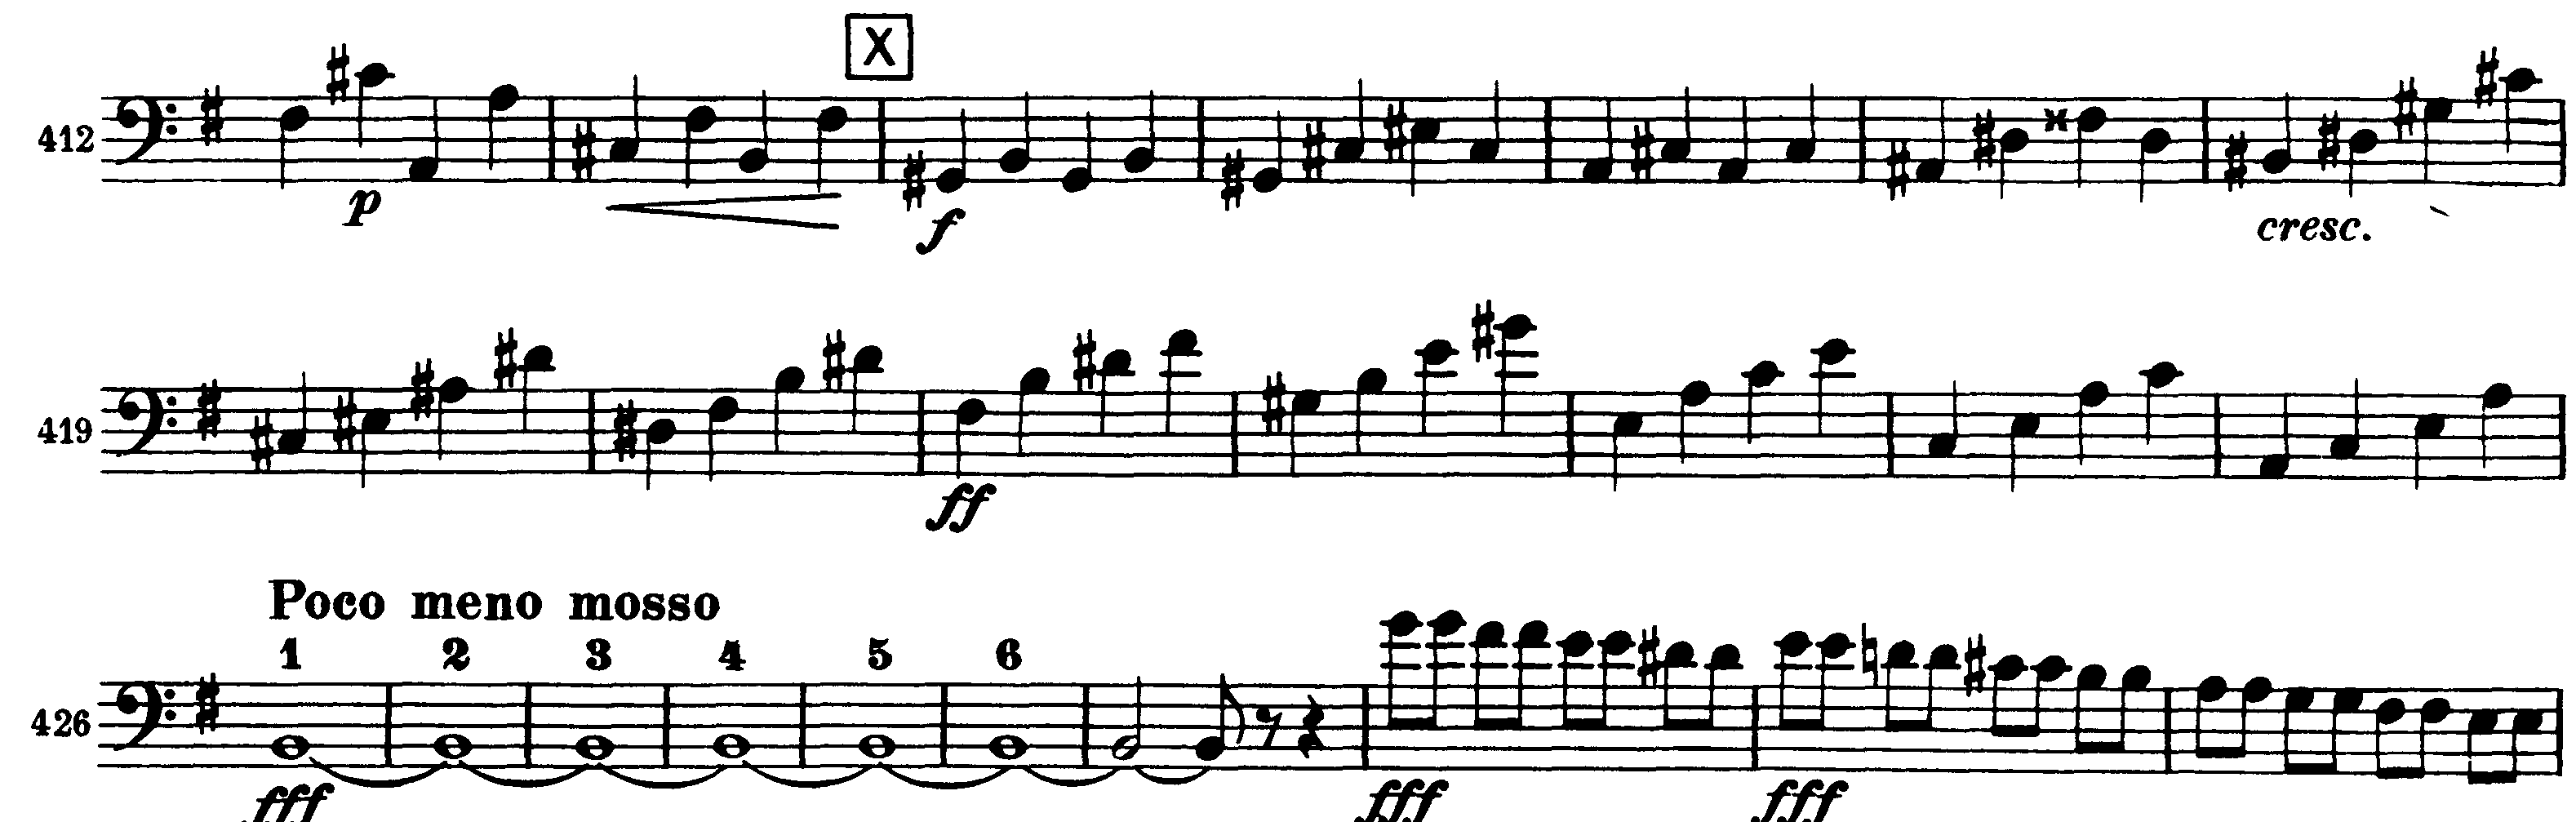 X
412
p f cresc.
419
ff
Poco meno mosso
1 2 3 4 5 6
426
fff fff fff